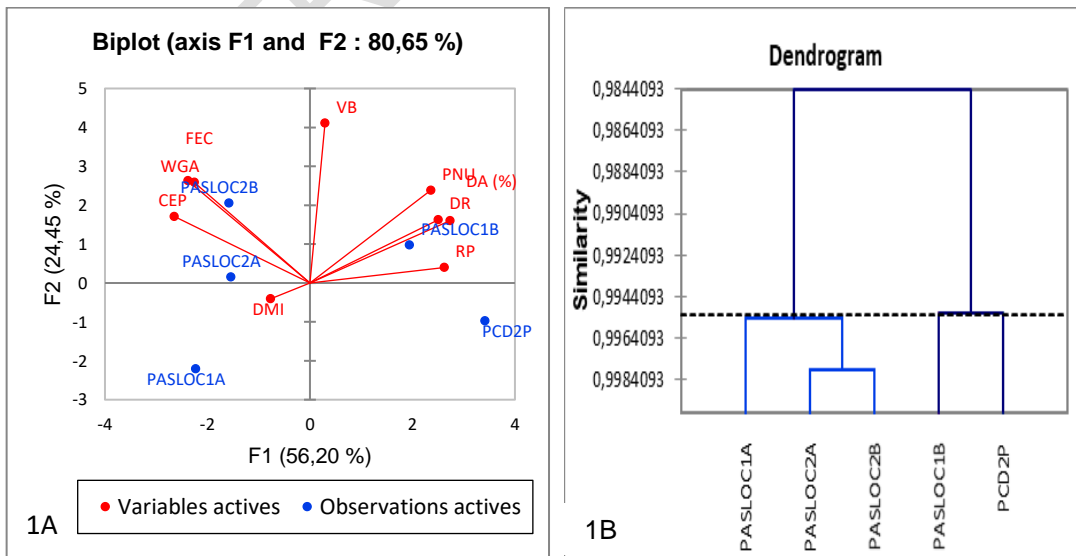 Biplot (axis F1 and F2 : 80,65 %)
5
4
3
2
1
0
-1
-2
-3
-4
-2
0
2
4
F2 (24,45 %)
F1 (56,20 %)
VB
FEC
WGA
PASLOC2B
CEP
PNU
DA (%)
DR
PASLOC1B
RP
PASLOC2A
DMI
PCD2P
PASLOC1A
Variables actives
Observations actives
1A
Dendrogram
0,9844093
0,9864093
0,9884093
0,9904093
0,9924093
0,9944093
0,9964093
0,9984093
Similarity
PASLOC1A
PASLOC2A
PASLOC2B
PASLOC1B
PCD2P
1B